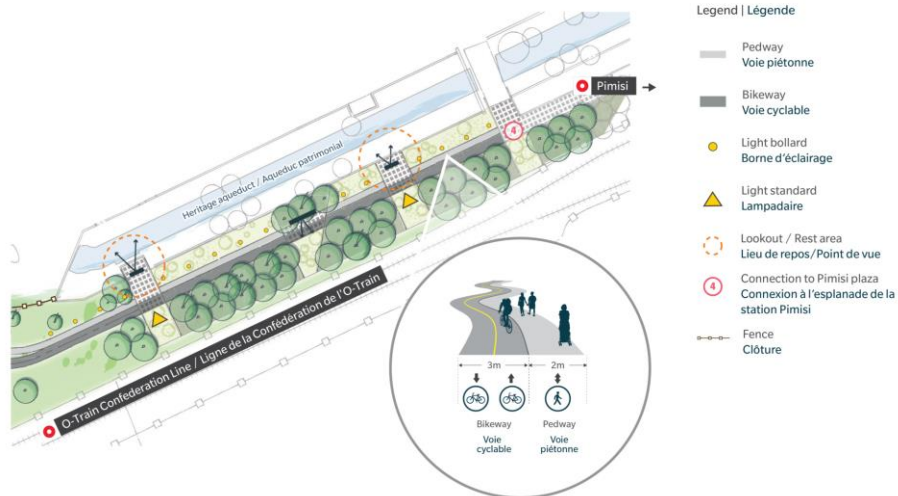 Legend | Légende
Pedway
Voie piétonne
Bikeway
Voie cyclable
Light bollard
Borne d'éclairage
Light standard
Lampadaire
Lookout / Rest area
Lieu de repos/Point de vue
4
Connection to Pimisi plaza
Connexion à l'esplanade de la
station Pimisi
Fence
Clôture
Pimisi
4
Heritage aqueduct / Aqueduc patrimonial
O-Train Confederation Line / Ligne de la Confédération de l'O-Train
3m
2m
Bikeway
Voie
cyclable
Pedway
Voie
piétonne